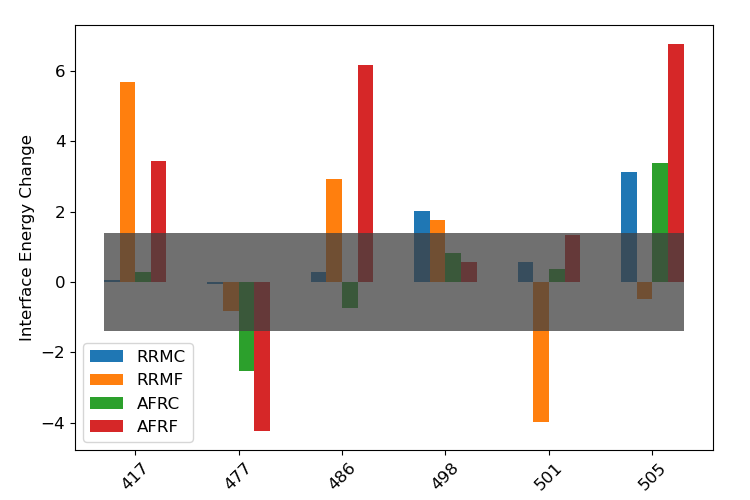 Interface Energy Change
6
4
2
0
−2
−4
RRMC
RRMF
AFRC
AFRF
417
477
486
498
501
505